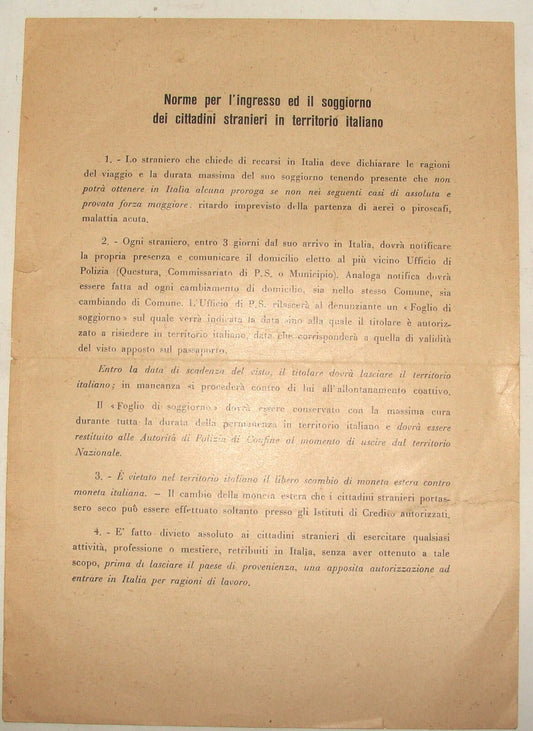 Norme per l'ingresso ed il soggiorno
dei cittadini stranieri in territorio italiano
1. - Lo straniero che chiede di recarsi in Italia deve dichiarare le ragioni
del viaggio e la durata massima del suo soggiorno tenendo presente che non
potrà ottenere in Italia alcuna proroga se non nei seguenti casi di assoluta e
provata forza maggiore: ritardo imprevisto della partenza di aerei o piroscafi,
malattia acuta.
2. - Ogni straniero, entro 3 giorni dal suo arrivo in Italia, dovrà notificare
la propria presenza e comunicare il domicilio eletto al più vicino Ufficio di
Polizia (Questura, Commissariato di P.S. o Municipio). Analoga notifica dovrà
essere fatta ad ogni cambiamento di domicilio, sia nello stesso Comune, sia
cambiando di Comune. L'Ufficio di P.S. rilascerà al denunziante un «Foglio di
soggiorno» sul quale verrà indicata la data sino alla quale il titolare è autoriz-
zato a risiedere in territorio italiano, data che corrisponderà a quella di validità
del visto apposto sul passaporto.
Entro la data di scadenza del visto, il titolare dovrà lasciare il territorio
italiano; in mancanza si procederà contro di lui all'allontanamento coattivo.
Il «Foglio di soggiorno» dovrà essere conservato con la massima cura
durante tutta la durata della permanenza in territorio italiano e dovrà essere
restituito alle Autorità di Polizia di Confine al momento di uscire dal territorio
Nazionale.
3. - È vietato nel territorio italiano il libero scambio di moneta estera contro
moneta italiana. — Il cambio della moneta estera che i cittadini stranieri portas-
sero seco può essere effettuato soltanto presso gli Istituti di Credito autorizzati.
4. - E' fatto divieto assoluto ai cittadini stranieri di esercitare qualsiasi
attività, professione o mestiere, retribuiti in Italia, senza aver ottenuto a tale
scopo, prima di lasciare il paese di provenienza, una apposita autorizzazione ad
entrare in Italia per ragioni di lavoro.